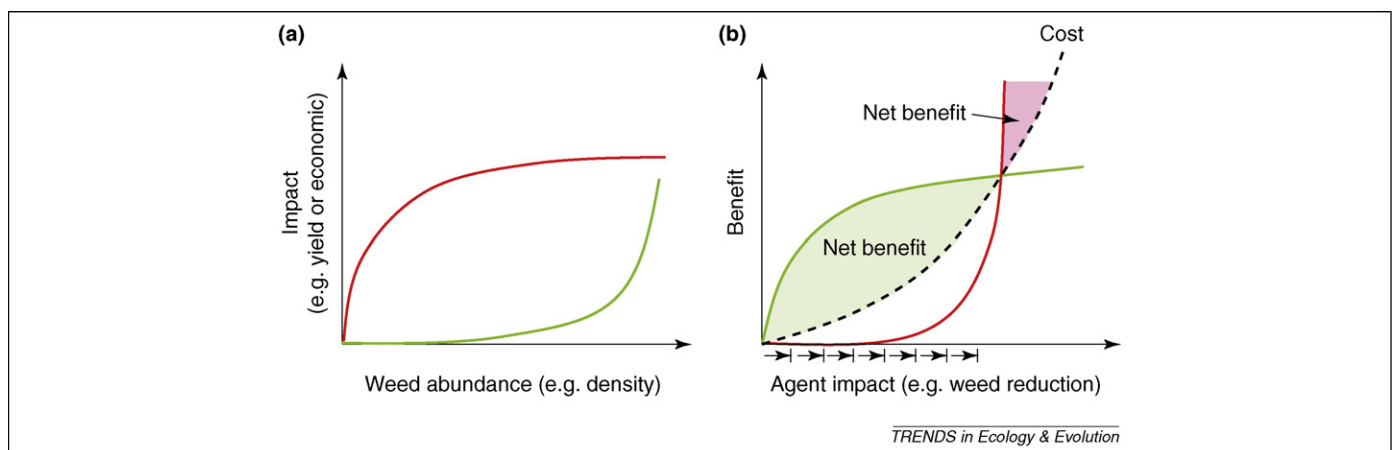 (a)
Impact
(e.g. yield or economic)
Weed abundance (e.g. density)
(b)
Cost
Net benefit
Benefit
Net benefit
Agent impact (e.g. weed reduction)
TRENDS in Ecology & Evolution